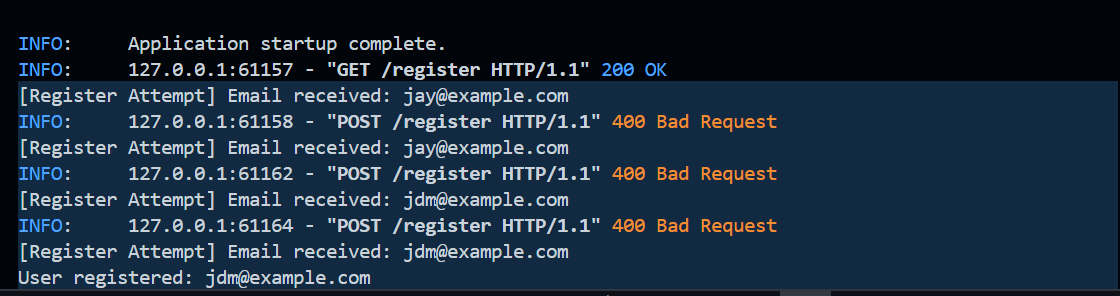 INFO:     Application startup complete.
INFO:     127.0.0.1:61157 - "GET /register HTTP/1.1" 200 OK
[Register Attempt] Email received: jay@example.com
INFO:     127.0.0.1:61158 - "POST /register HTTP/1.1" 400 Bad Request
[Register Attempt] Email received: jay@example.com
INFO:     127.0.0.1:61162 - "POST /register HTTP/1.1" 400 Bad Request
[Register Attempt] Email received: jdm@example.com
INFO:     127.0.0.1:61164 - "POST /register HTTP/1.1" 400 Bad Request
[Register Attempt] Email received: jdm@example.com
User registered: jdm@example.com